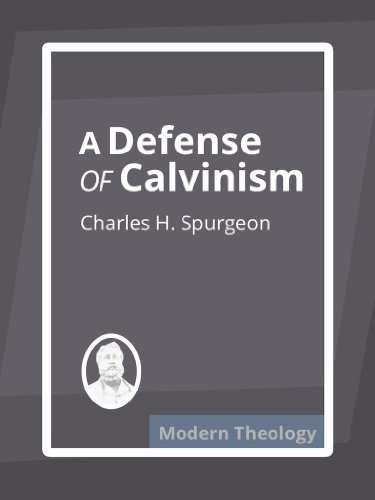 A Defense
OF Calvinism
Charles H. Spurgeon
Modern Theology